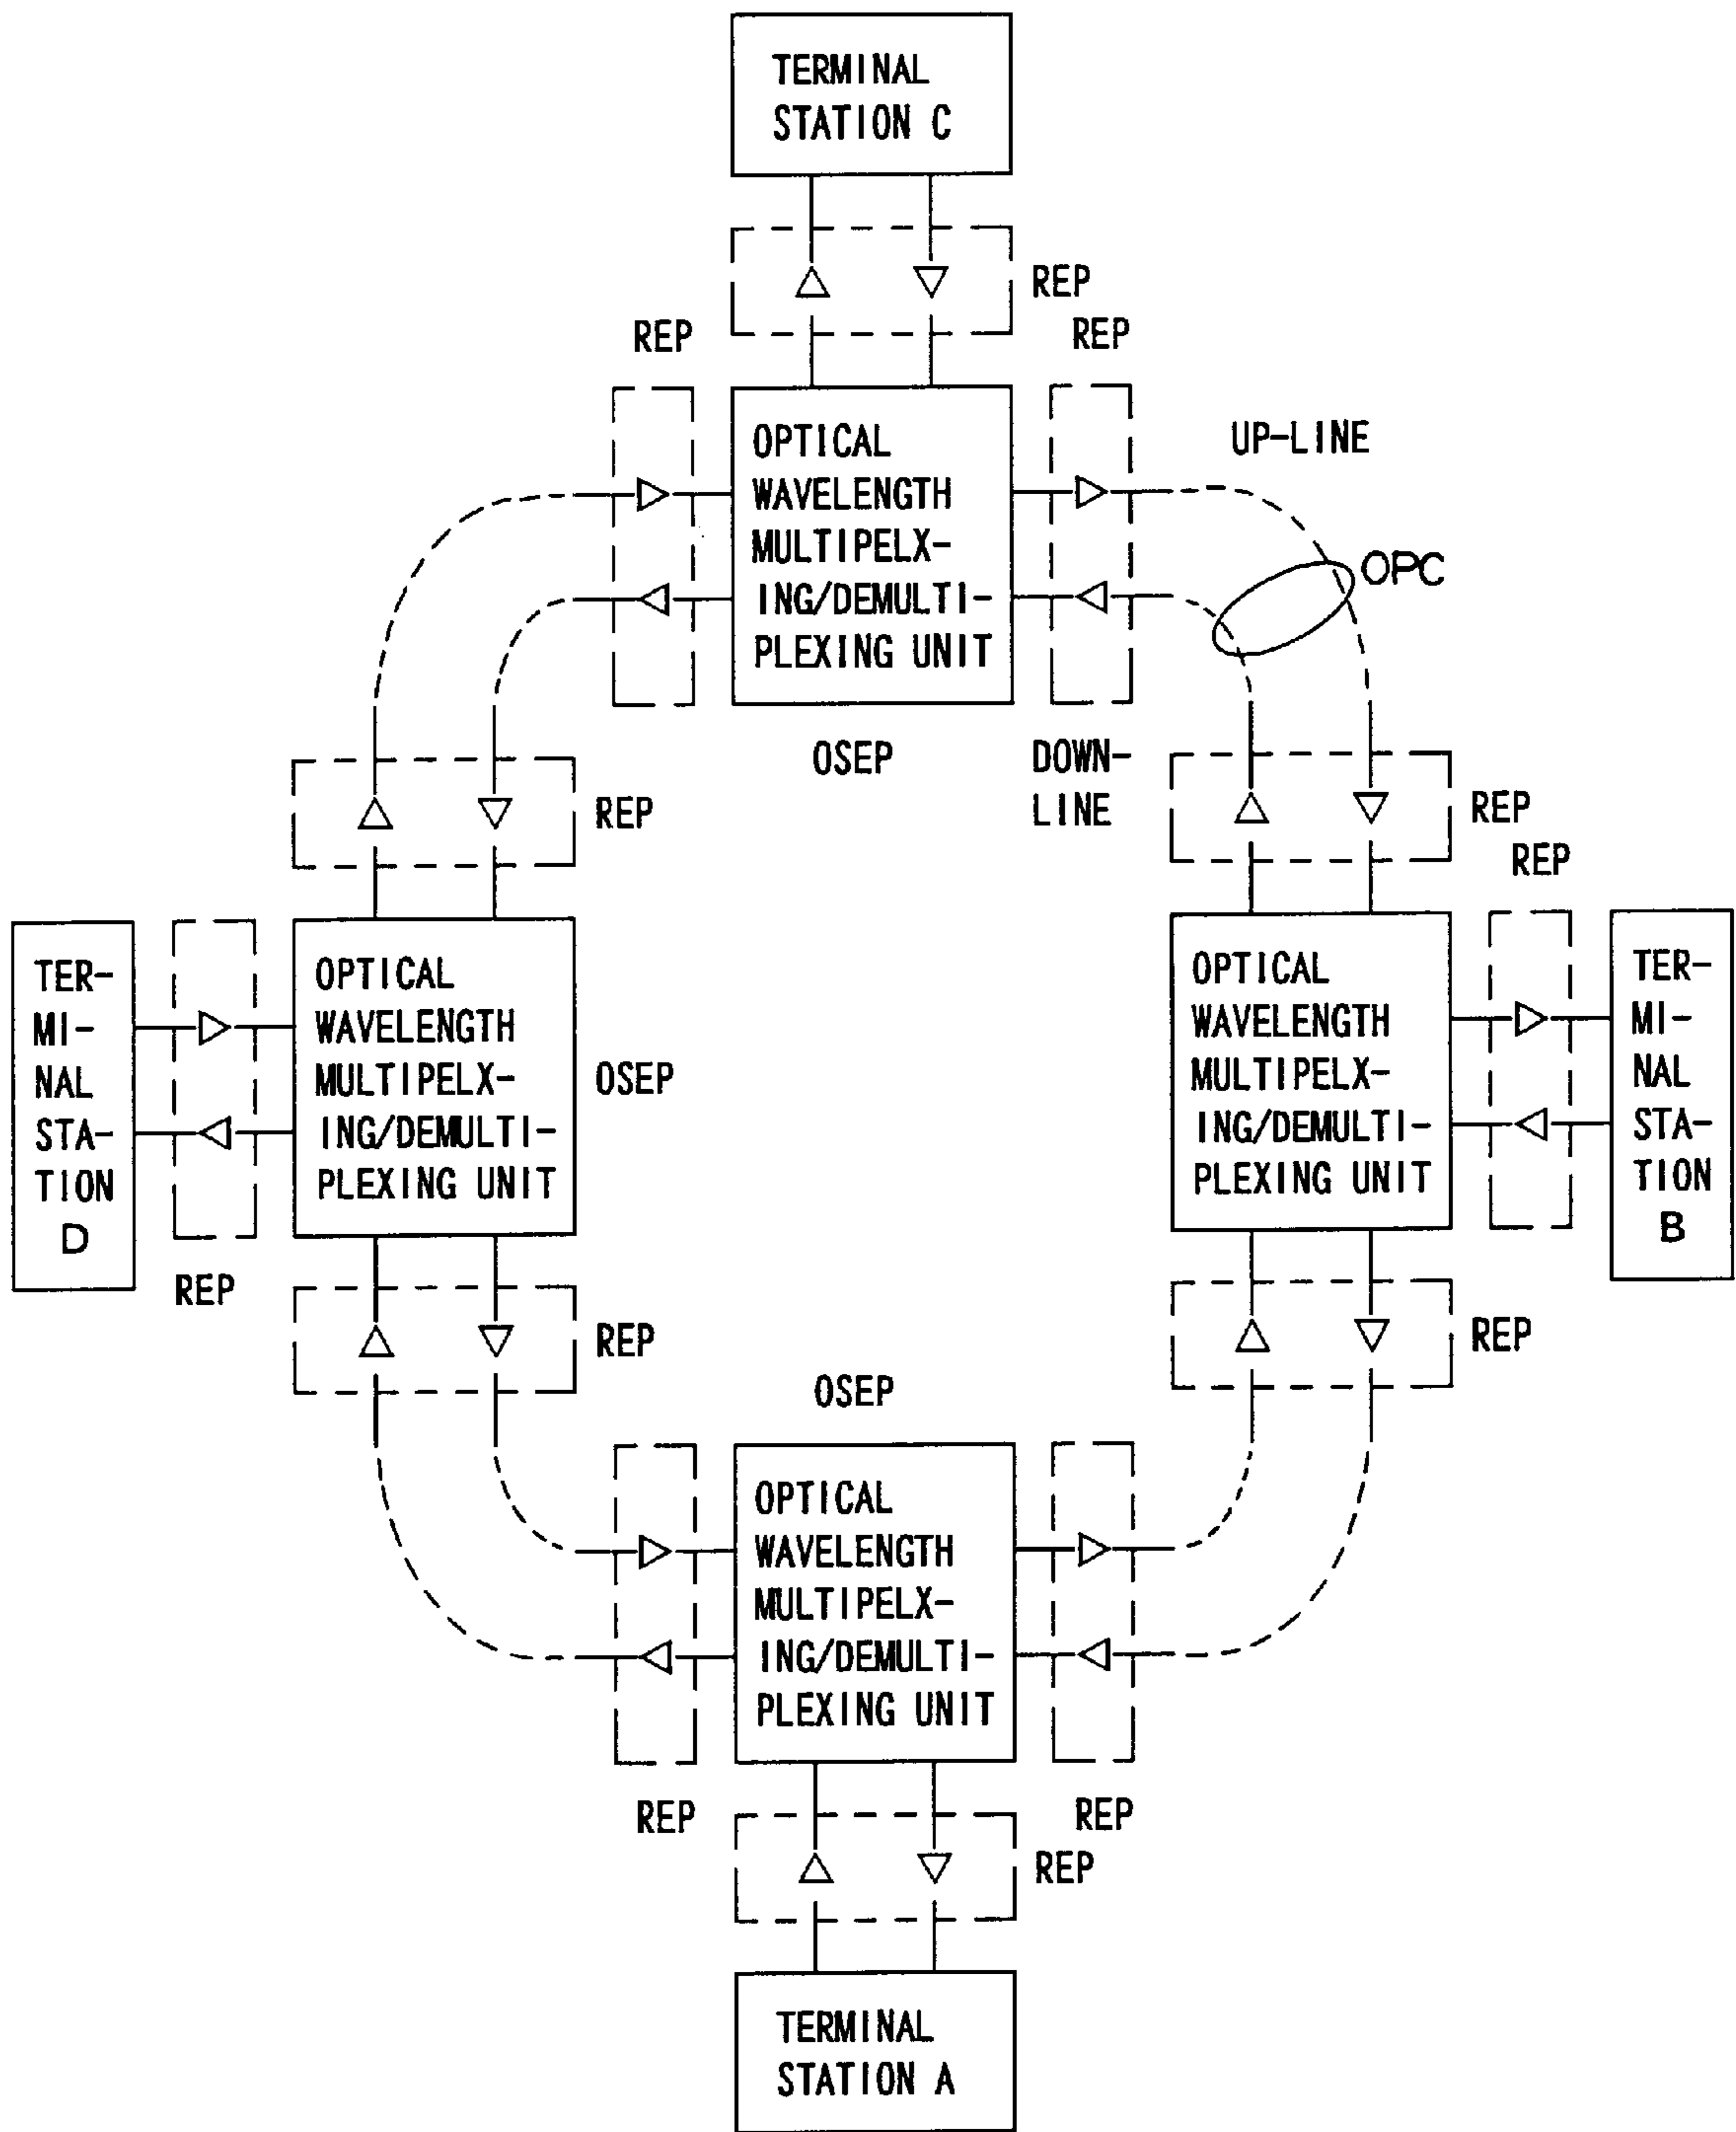 TERMINAL
STATION C
REP
REP
REP
OPTICAL
WAVELENGTH
MULTIPELX-
ING/DEMULTI-
PLEXING UNIT
UP-LINE
OPC
OSEP
DOWN-
LINE
REP
REP
REP
TER-
MI-
NAL
STA-
TION
D
REP
OPTICAL
WAVELENGTH
MULTIPELX-
ING/DEMULTI-
PLEXING UNIT
OSEP
OPTICAL
WAVELENGTH
MULTIPELX-
ING/DEMULTI-
PLEXING UNIT
TER-
MI-
NAL
STA-
TION
B
REP
REP
OSEP
OPTICAL
WAVELENGTH
MULTIPELX-
ING/DEMULTI-
PLEXING UNIT
REP
REP
REP
TERMINAL
STATION A